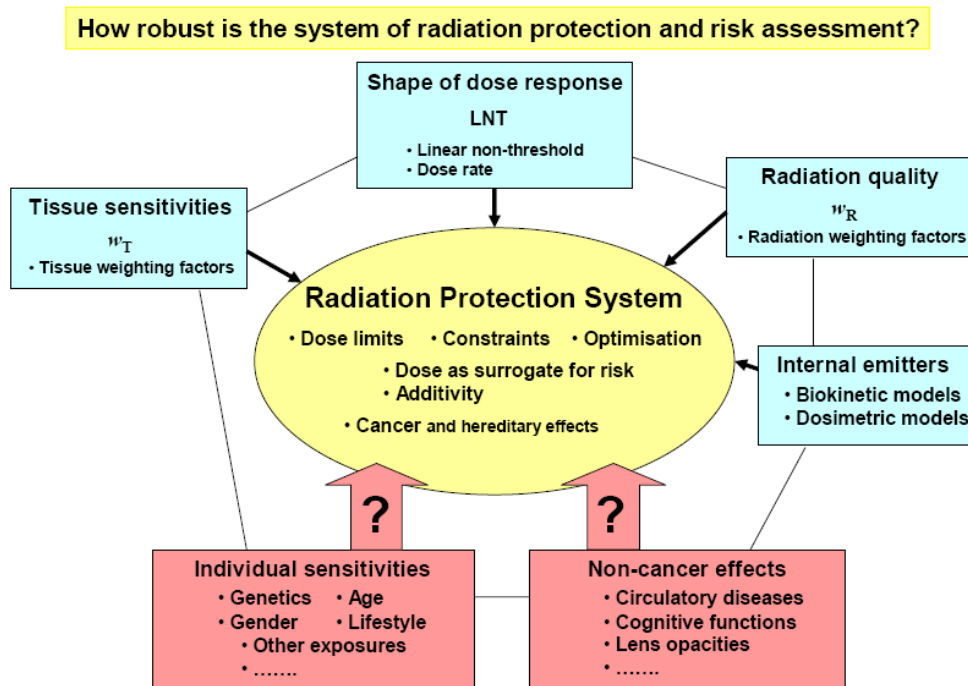 How robust is the system of radiation protection and risk assessment?
Shape of dose response
LNT
• Linear non-threshold
• Dose rate
Tissue sensitivities
wT
• Tissue weighting factors
Radiation quality
wR
• Radiation weighting factors
Radiation Protection System
• Dose limits • Constraints • Optimisation
• Dose as surrogate for risk
• Additivity
• Cancer and hereditary effects
Internal emitters
• Biokinetic models
• Dosimetric models
?
?
Individual sensitivities
• Genetics • Age
• Gender • Lifestyle
• Other exposures
• .......
Non-cancer effects
• Circulatory diseases
• Cognitive functions
• Lens opacities
• .......